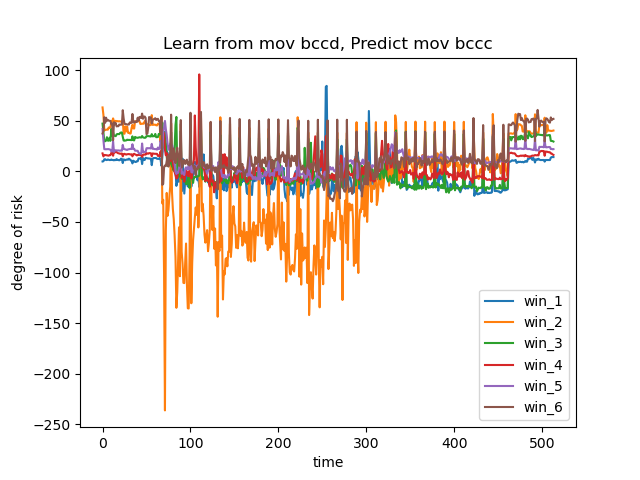 Learn from mov bccd, Predict mov bccc
degree of risk
100
50
0
−50
−100
−150
−200
−250
0 100 200 300 400 500
time
win_1
win_2
win_3
win_4
win_5
win_6